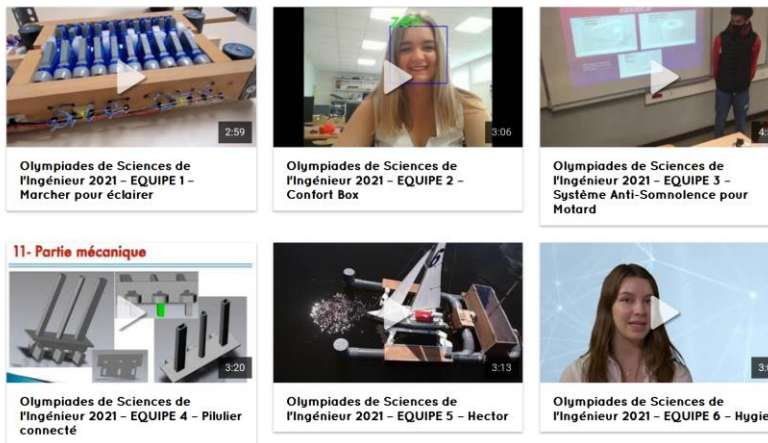 2:59
3:06
Olympiades de Sciences de
l'Ingénieur 2021 – EQUIPE 1 –
Marcher pour éclairer
Olympiades de Sciences de
l'Ingénieur 2021 – EQUIPE 2 –
Confort Box
Olympiades de Sciences de
l'Ingénieur 2021 – EQUIPE 3 –
Système Anti-Somnolence pour
Motard
11- Partie mécanique
3:20
3:13
Olympiades de Sciences de
l'Ingénieur 2021 – EQUIPE 4 – Pilulier
connecté
Olympiades de Sciences de
l'Ingénieur 2021 – EQUIPE 5 – Hector
Olympiades de Sciences de
l'Ingénieur 2021 – EQUIPE 6 – Hygie